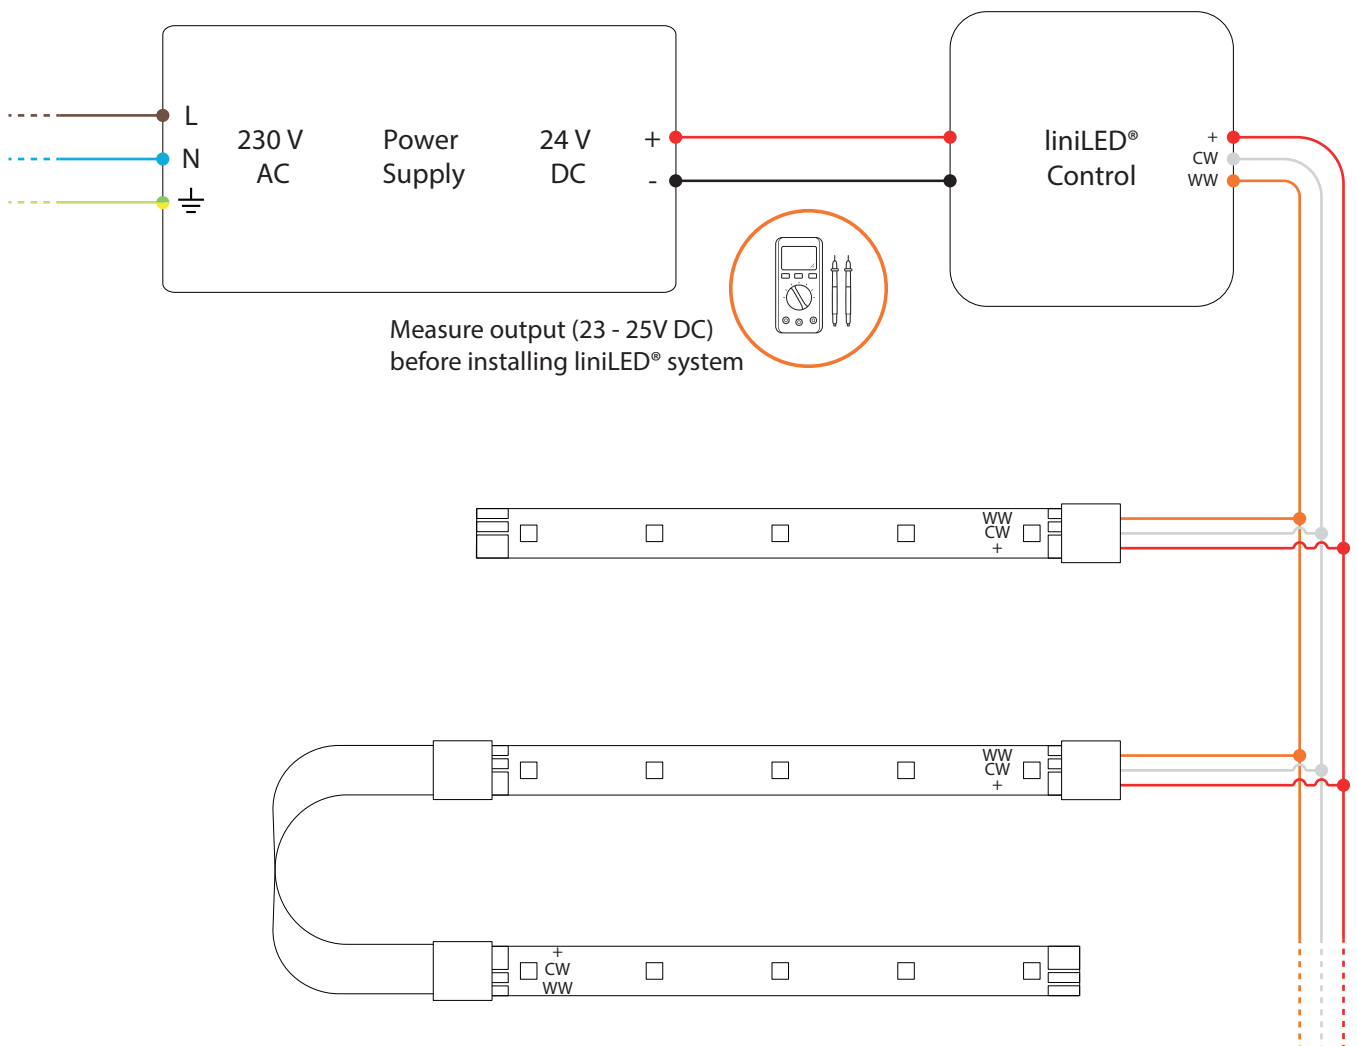 L
N
230 V
AC
Power
Supply
24 V
DC
+
-
liniLED®
Control
+
CW
WW
Measure output (23 - 25V DC)
before installing liniLED® system
WW
CW
+
WW
CW
+
+
CW
WW